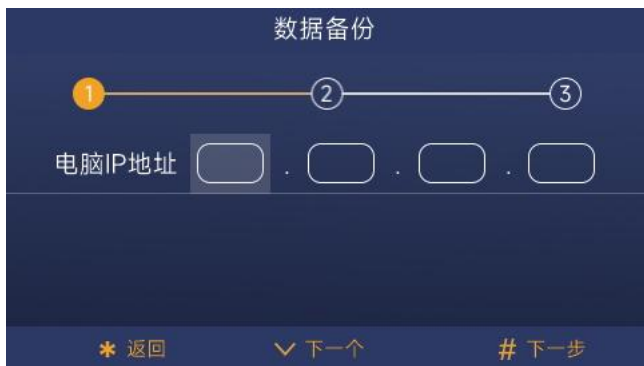 数据备份
1 2 3
电脑IP地址 . . .
* 返回 下一个 # 下一步